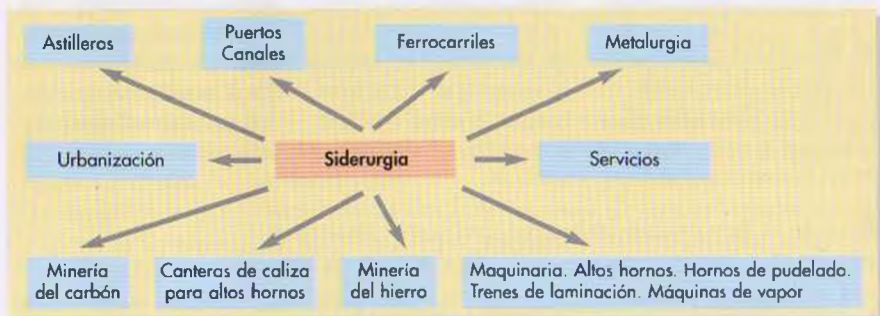 Astilleros
Puertos
Canales
Ferrocarriles
Metalurgia
Urbanización
Siderurgia
Servicios
Minería
del carbón
Canteras de caliza
para altos hornos
Minería
del hierro
Maquinaria. Altos hornos. Hornos de pudelado.
Trenes de laminación. Máquinas de vapor